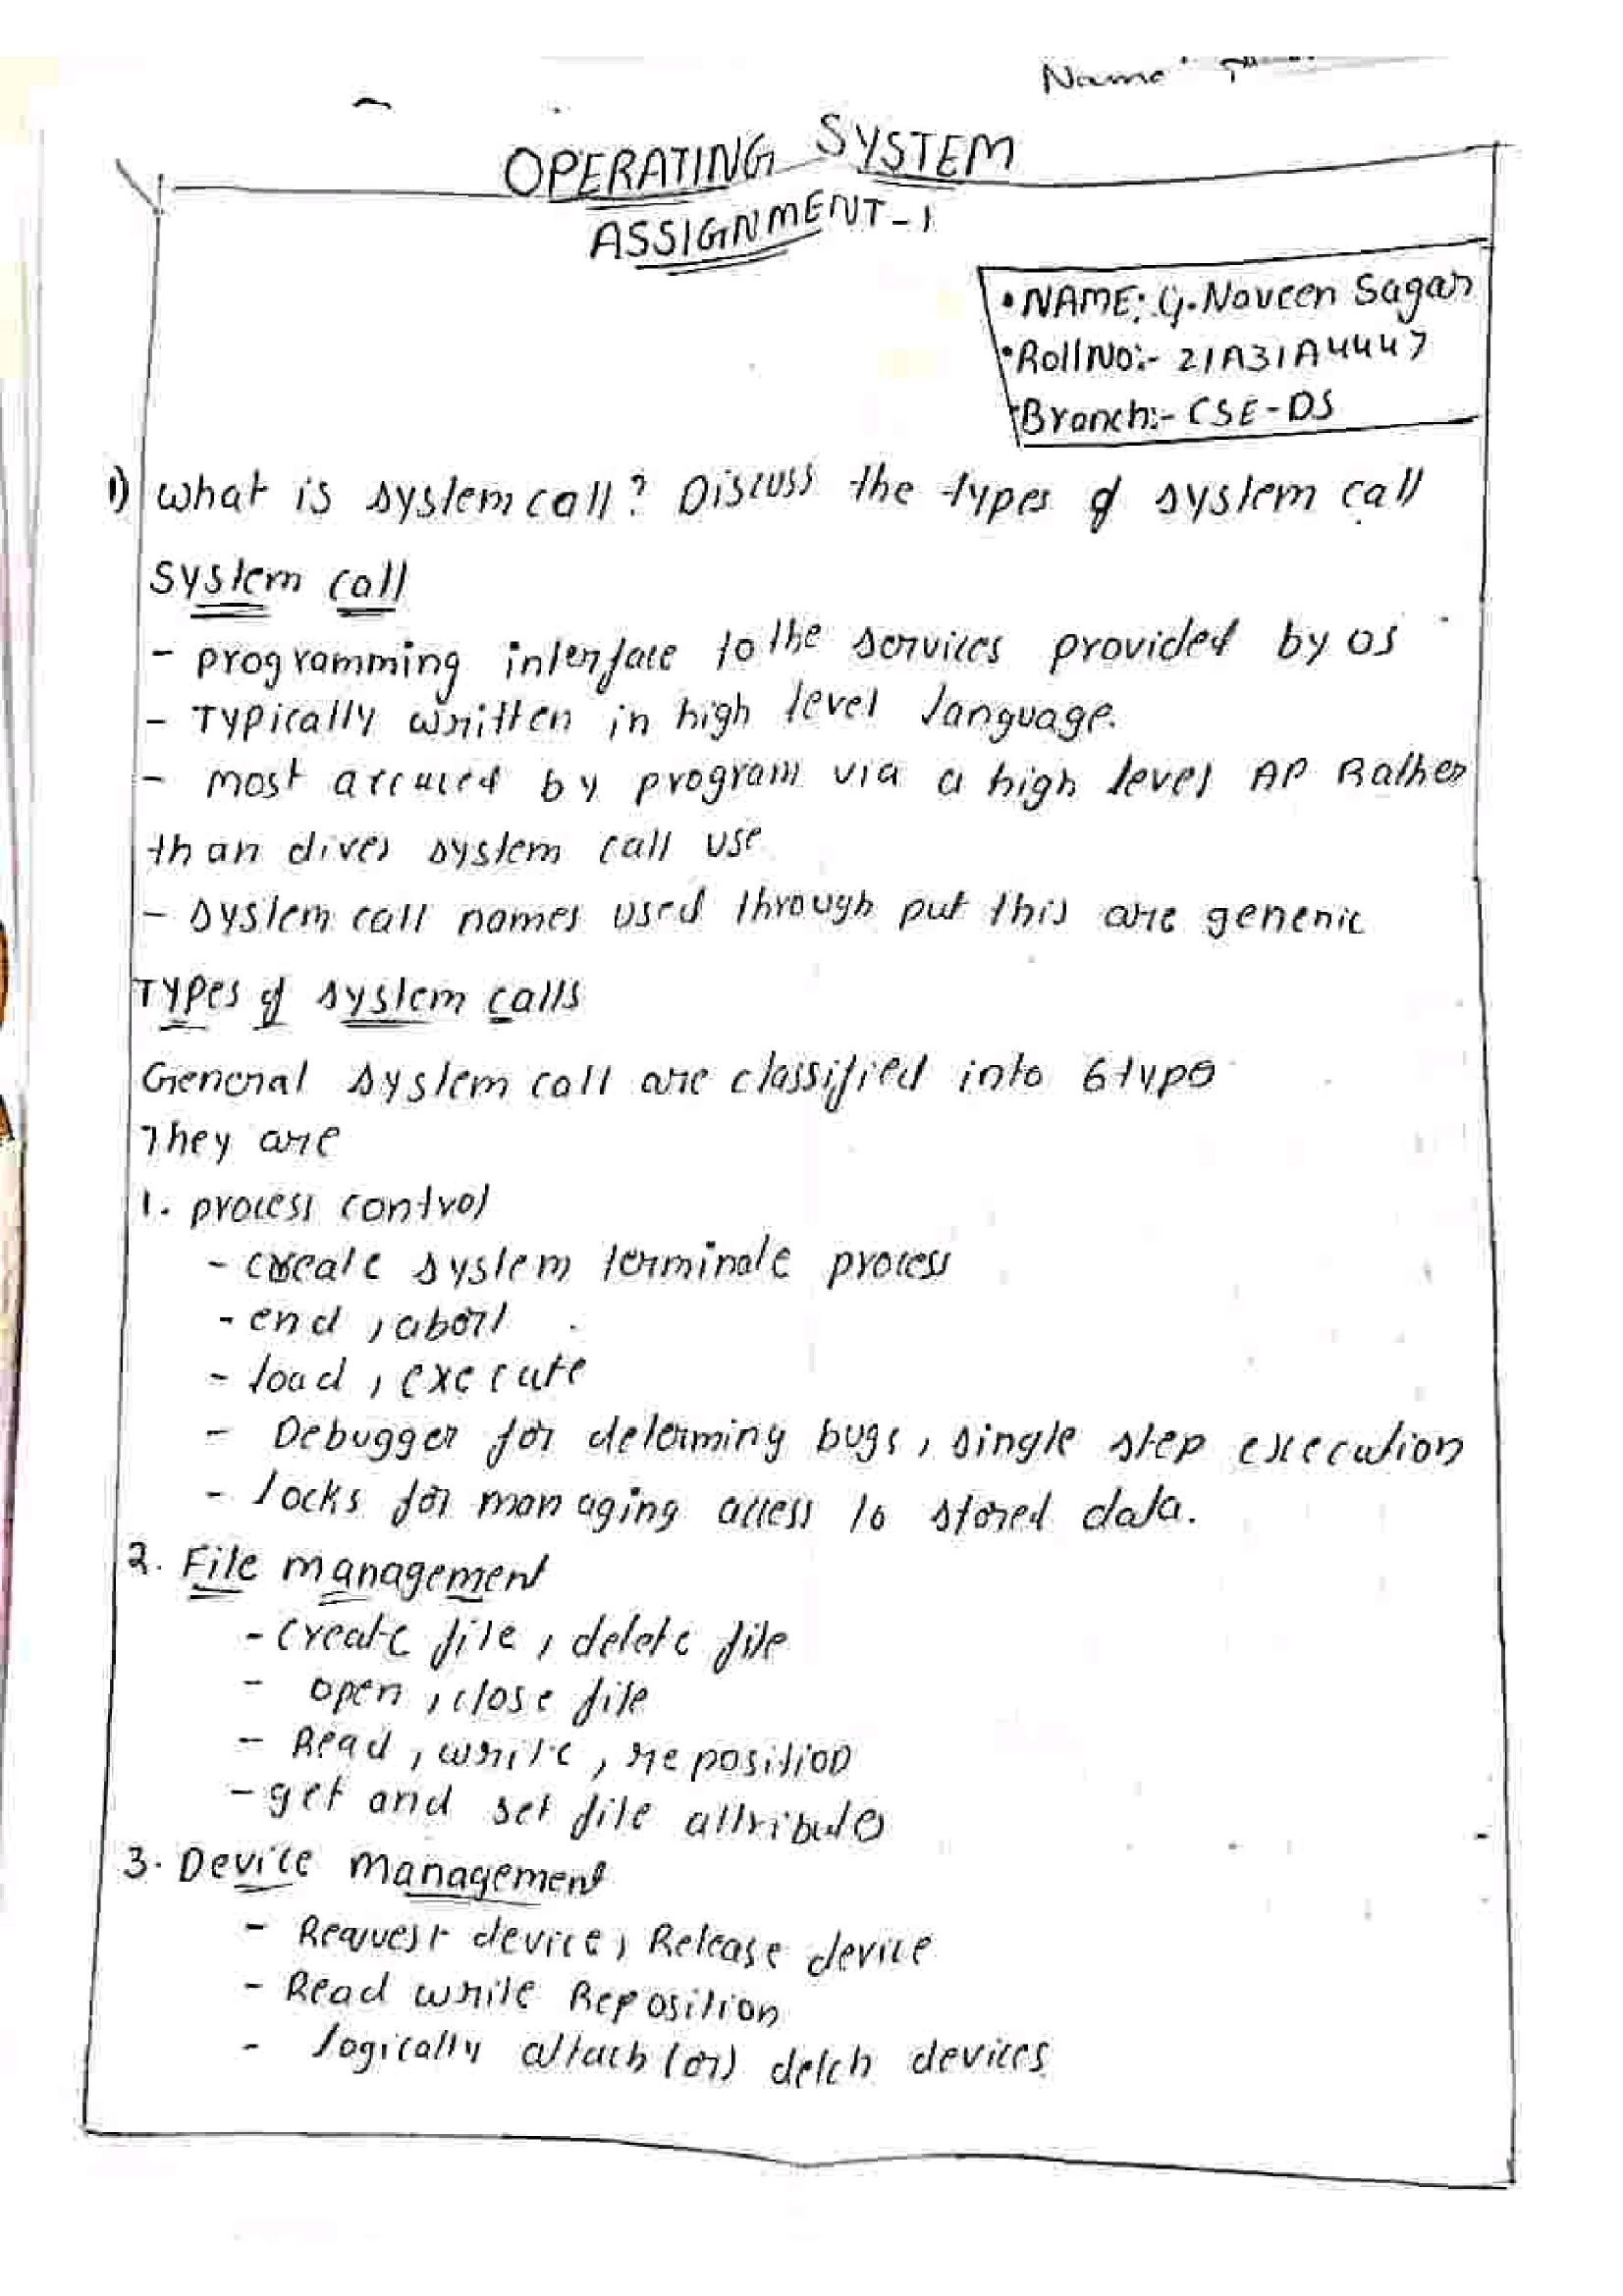 Name
OPERATING SYSTEM
ASSIGNMENT-1
• NAME: G. Naveen Sagar
• Roll No:- 21A31A4447
Branch:- CSE-DS
1) what is system call? Discuss the types of system call
System call
- programming interface to the services provided by os
- Typically written in high level language.
- most by program via a high level AP Rather
than system call use
- system call names used through put this are generic
Types of system calls
General system call are classified into 6 type
They are
1. process control
- create system terminate process
- end, abort
- load, execute
- Debugger for determing bugs, single step execution
- locks for managing access to stored data.
2. File management
- create file, delete file
- open, close file
- Read, write, reposition
- get and set file attributes
3. Device management
- Request device, Release device
- Read write Reposition
- logically attach (or) detch devices